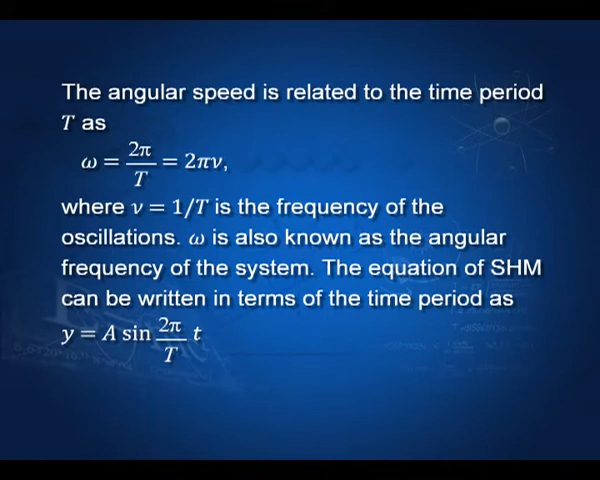 The angular speed is related to the time period
T as
ω = 2π/T = 2πν,
where ν = 1/T is the frequency of the
oscillations. ω is also known as the angular
frequency of the system. The equation of SHM
can be written in terms of the time period as
y = A sin 2π/T t